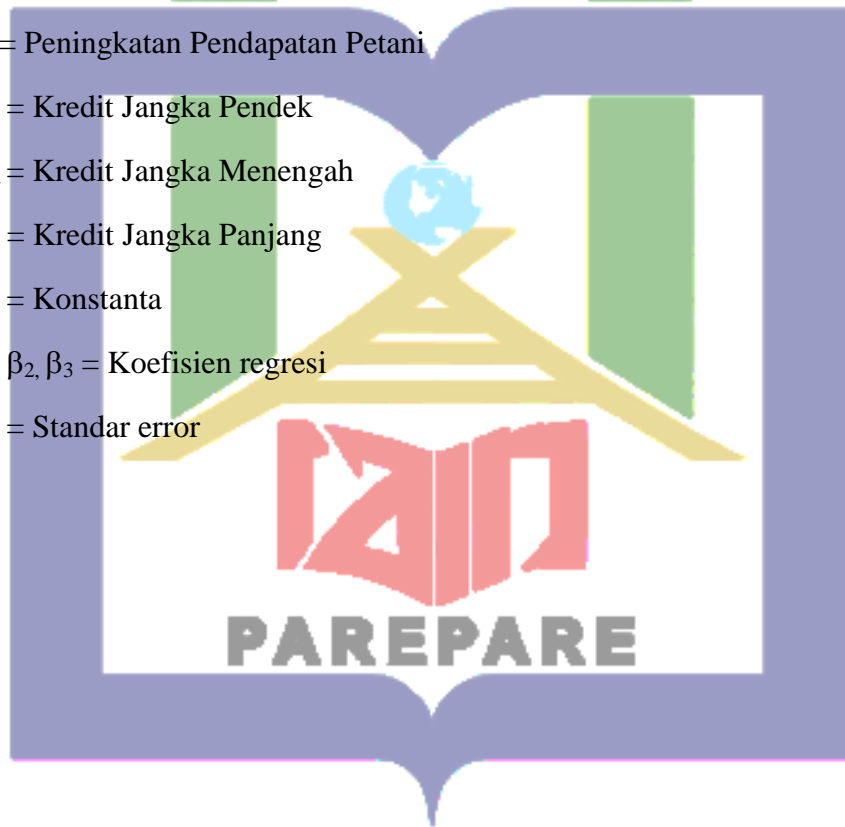 = Peningkatan Pendapatan Petani
= Kredit Jangka Pendek
= Kredit Jangka Menengah
= Kredit Jangka Panjang
= Konstanta
β₂, β₃ = Koefisien regresi
= Standar error
iain
PAREPARE